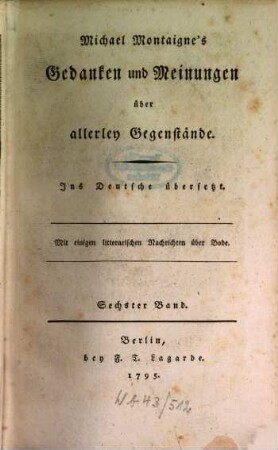 Michael Montaigne's
Gedanken und Meinungen
über
allerley Gegenstände.
Ins Deutsche übersetzt.
Mit einigen litterarischen Nachrichten über Bode.
Sechster Band.
Berlin,
bey F. T. Lagarde.
1795.